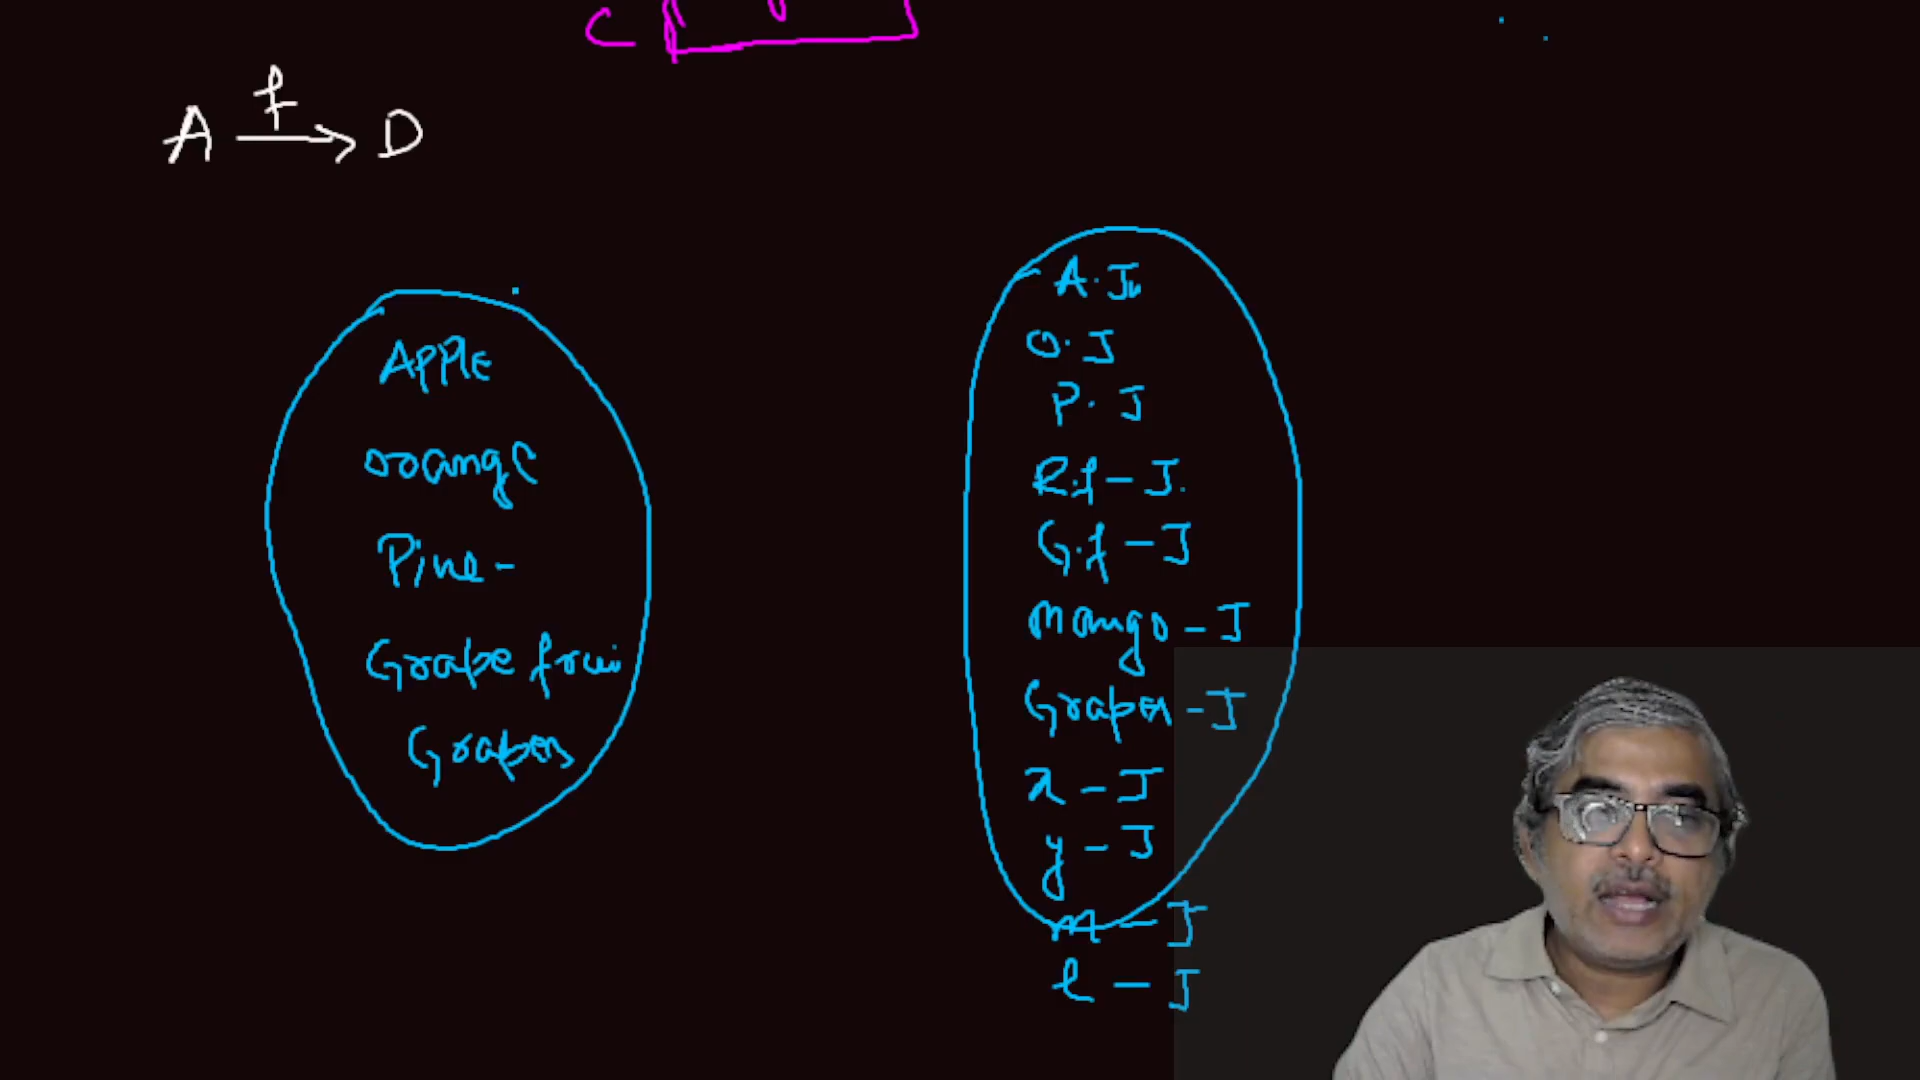 C
f
A → D
APPLE
orange
Pine -
Grape frui
Grapes
A. Ju
O. J
P. J
R.f - J.
G.f - J
mango - J
Grapes - J
x - J
y - J
m - J
l - J